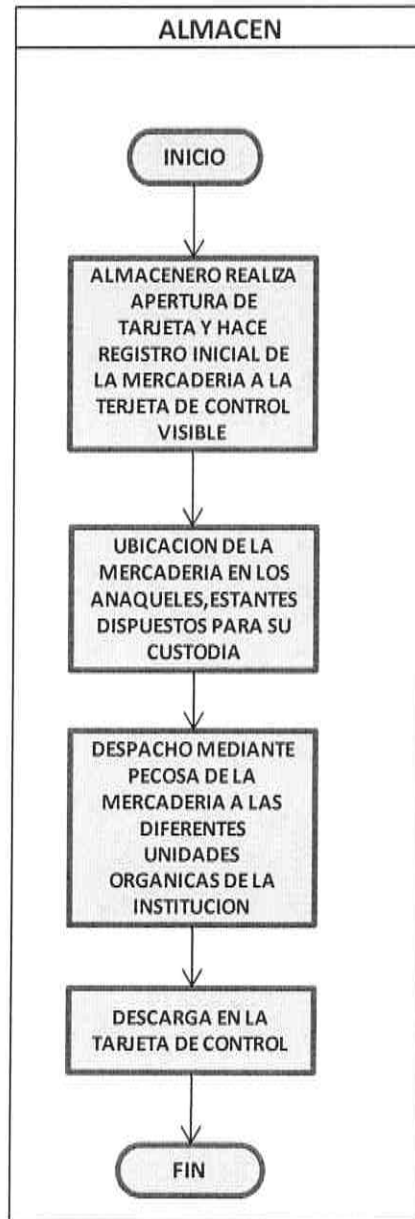 ALMACEN
INICIO
ALMACENERO REALIZA
APERTURA DE
TARJETA Y HACE
REGISTRO INICIAL DE
LA MERCADERIA A LA
TERJETA DE CONTROL
VISIBLE
UBICACION DE LA
MERCADERIA EN LOS
ANAQUELES,ESTANTES
DISPUESTOS PARA SU
CUSTODIA
DESPACHO MEDIANTE
PECOSA DE LA
MERCADERIA A LAS
DIFERENTES
UNIDADES
ORGANICAS DE LA
INSTITUCION
DESCARGA EN LA
TARJETA DE CONTROL
FIN